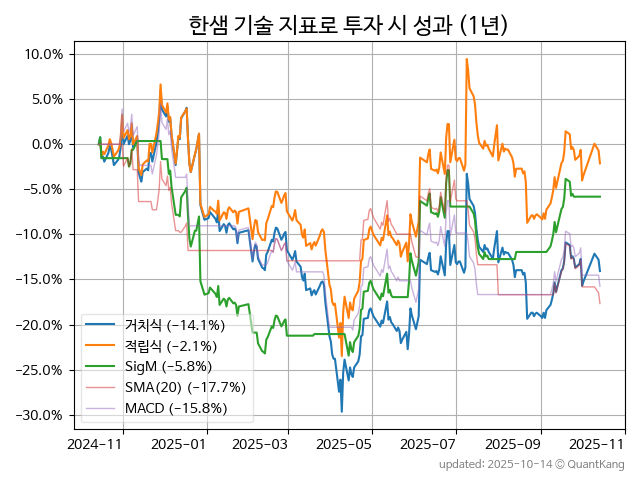 한샘 기술 지표로 투자 시 성과 (1년)
10.0%
5.0%
0.0%
−5.0%
−10.0%
−15.0%
−20.0%
−25.0%
−30.0%
거치식 (−14.1%)
적립식 (−2.1%)
SigM (−5.8%)
SMA(20) (−17.7%)
MACD (−15.8%)
2024-11 2025-01 2025-03 2025-05 2025-07 2025-09 2025-11
updated: 2025-10-14 © QuantKang